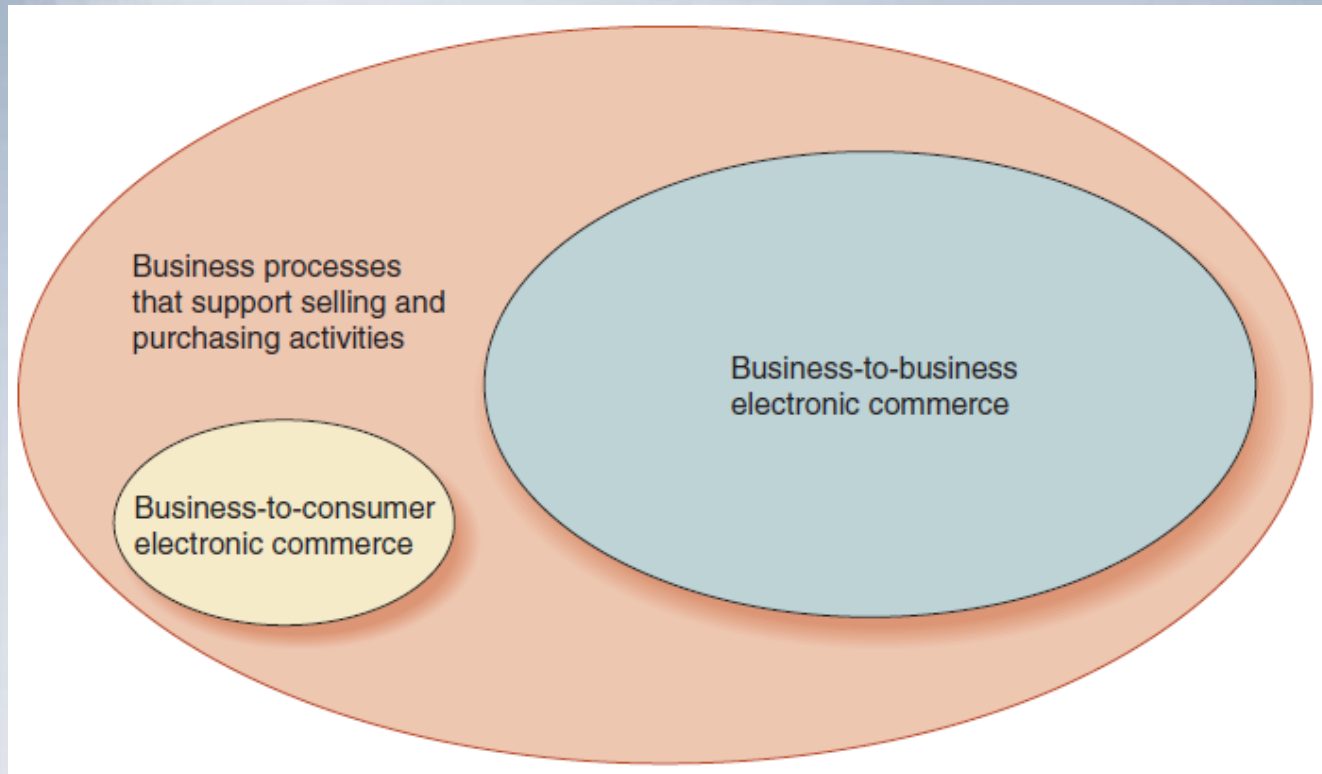 Business processes
that support selling and
purchasing activities
Business-to-business
electronic commerce
Business-to-consumer
electronic commerce